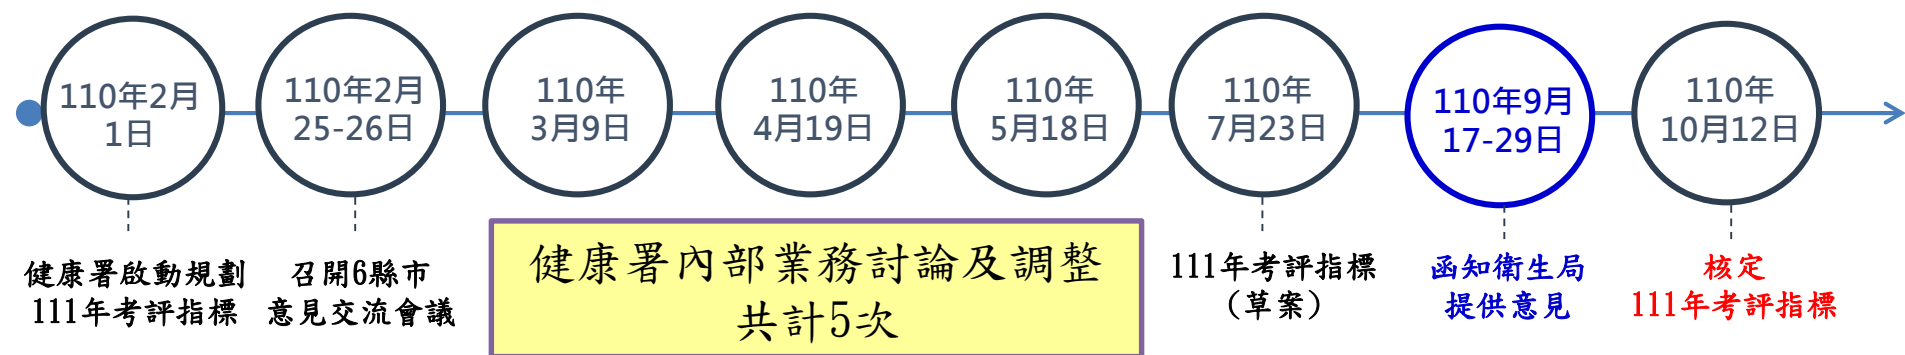 110年2月
1日
110年2月
25-26日
110年
3月9日
110年
4月19日
110年
5月18日
110年
7月23日
110年9月
17-29日
110年
10月12日
健康署啟動規劃
111年考評指標
召開6縣市
意見交流會議
健康署內部業務討論及調整
共計5次
111年考評指標
(草案)
函知衛生局
提供意見
核定
111年考評指標